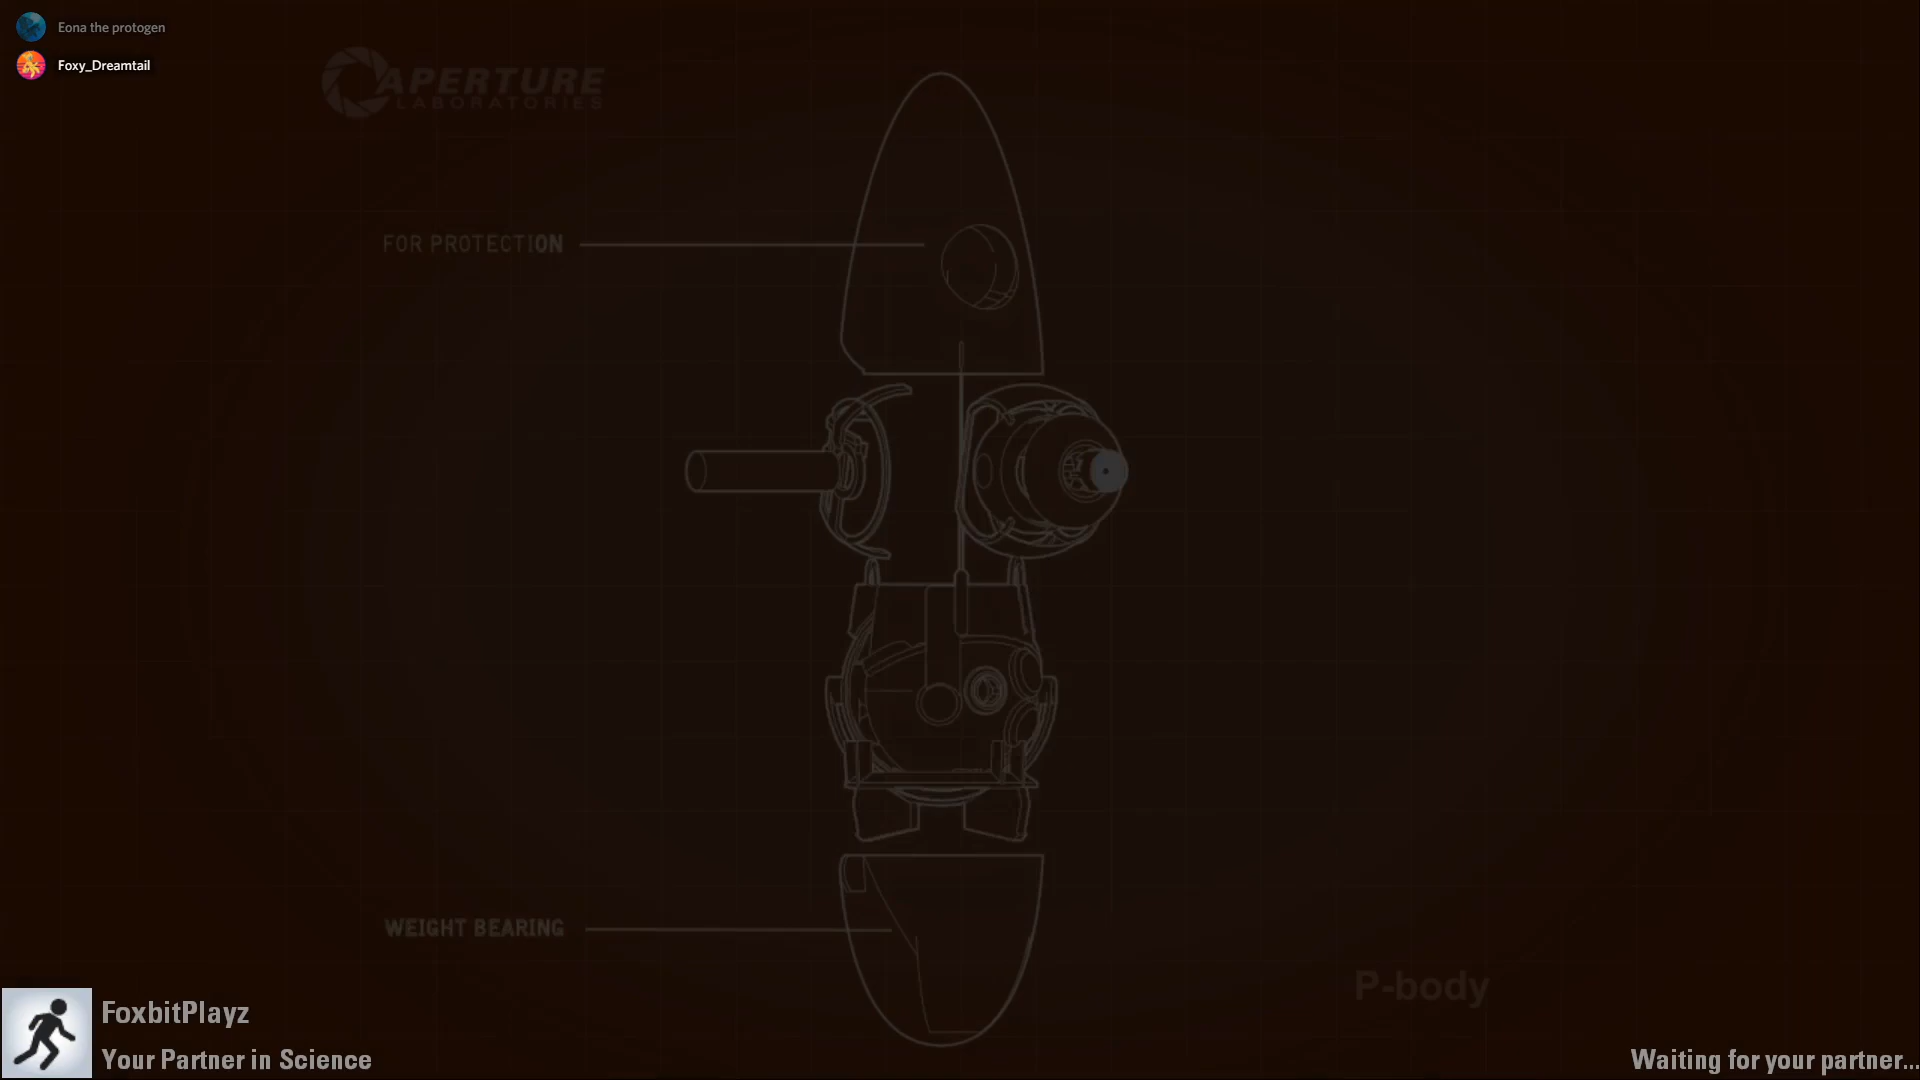 Eona the protogen
Foxy_Dreamtail
APERTURE
LABORATORIES
FOR PROTECTION
WEIGHT BEARING
P-body
FoxbitPlayz
Your Partner in Science
Waiting for your partner...